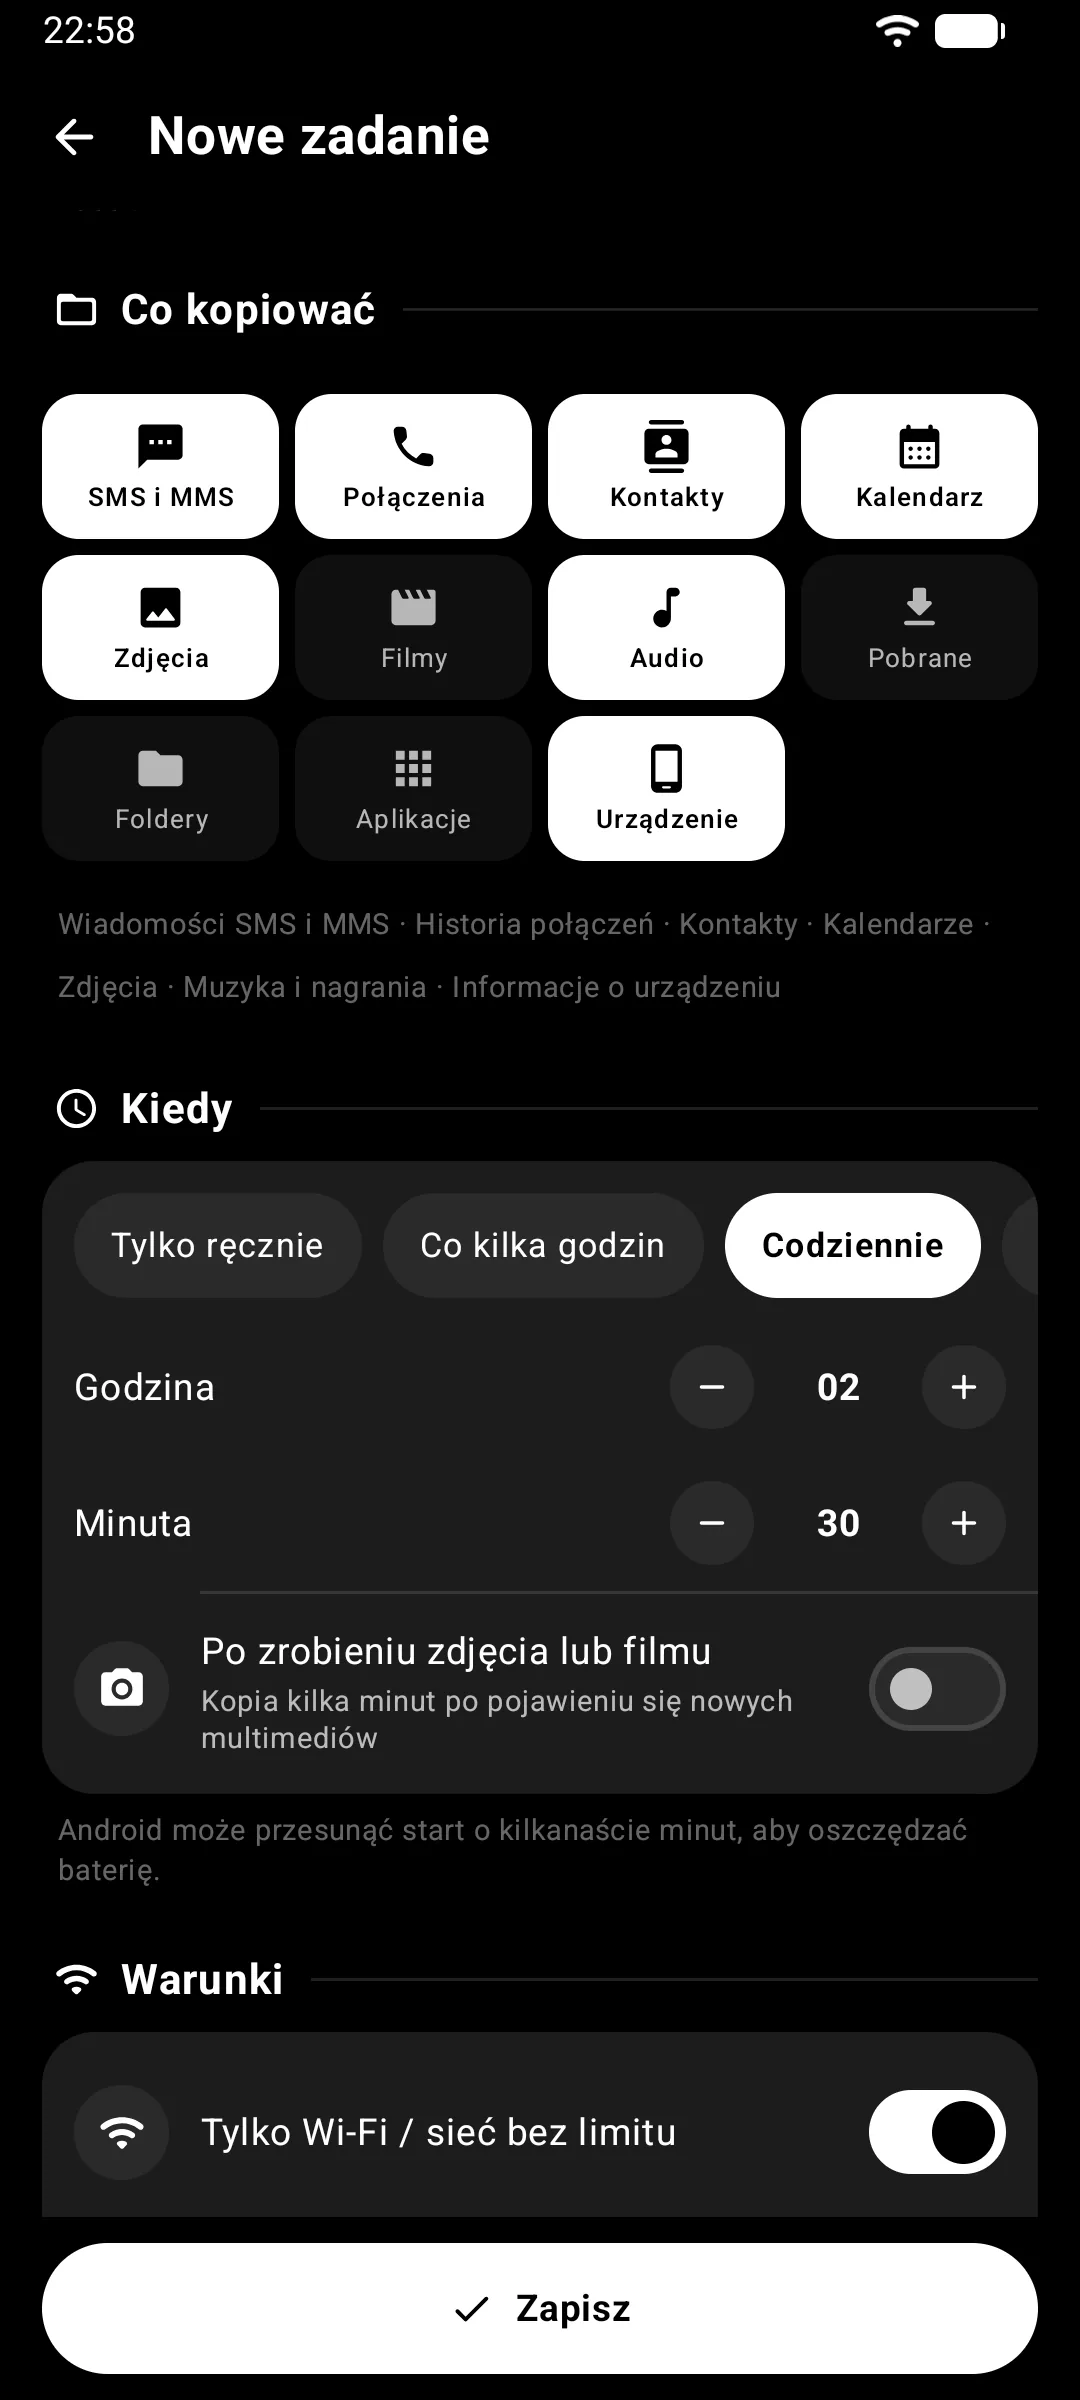 22:58
Nowe zadanie
Co kopiować
SMS i MMS
Połączenia
Kontakty
Kalendarz
Zdjęcia
Filmy
Audio
Pobrane
Foldery
Aplikacje
Urządzenie
Wiadomości SMS i MMS · Historia połączeń · Kontakty · Kalendarze ·
Zdjęcia · Muzyka i nagrania · Informacje o urządzeniu
Kiedy
Tylko ręcznie
Co kilka godzin
Codziennie
Godzina
02
Minuta
30
Po zrobieniu zdjęcia lub filmu
Kopia kilka minut po pojawieniu się nowych
multimediów
Android może przesunąć start o kilkanaście minut, aby oszczędzać
baterię.
Warunki
Tylko Wi-Fi / sieć bez limitu
Zapisz